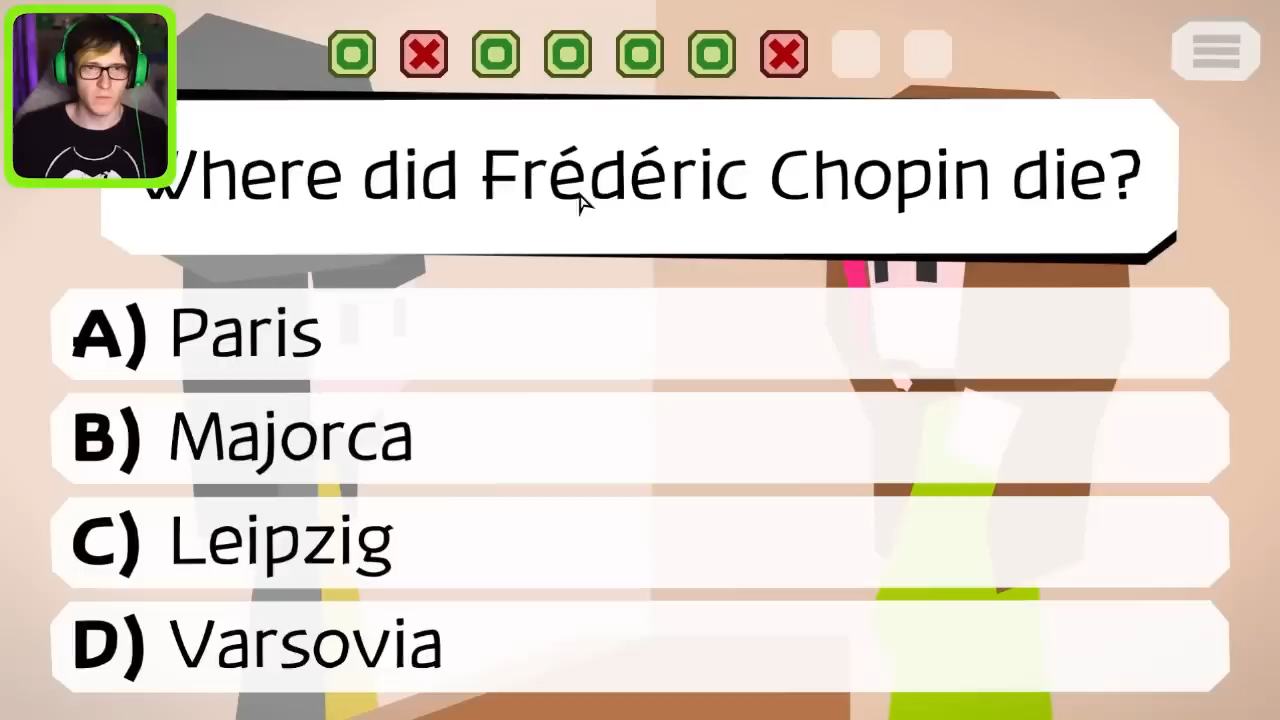 Where did Frédéric Chopin die?
A) Paris
B) Majorca
C) Leipzig
D) Varsovia